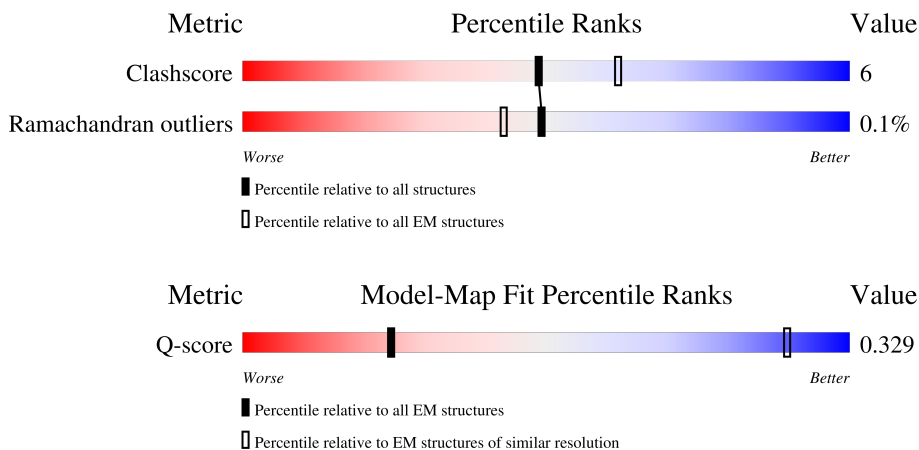 Metric Percentile Ranks Value
Clashscore 6
Ramachandran outliers 0.1%
Worse Better
Percentile relative to all structures
Percentile relative to all EM structures
Metric Model-Map Fit Percentile Ranks Value
Q-score 0.329
Worse Better
Percentile relative to all EM structures
Percentile relative to EM structures of similar resolution